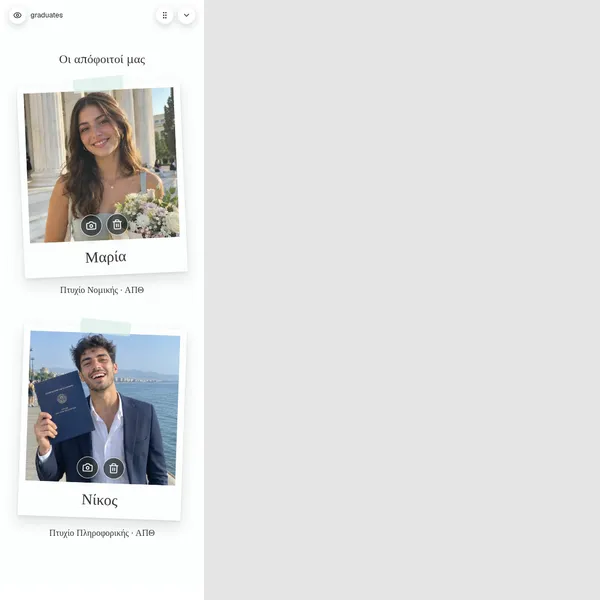 graduates
Οι απόφοιτοί μας
Μαρία
Πτυχίο Νομικής · ΑΠΘ
Νίκος
Πτυχίο Πληροφορικής · ΑΠΘ